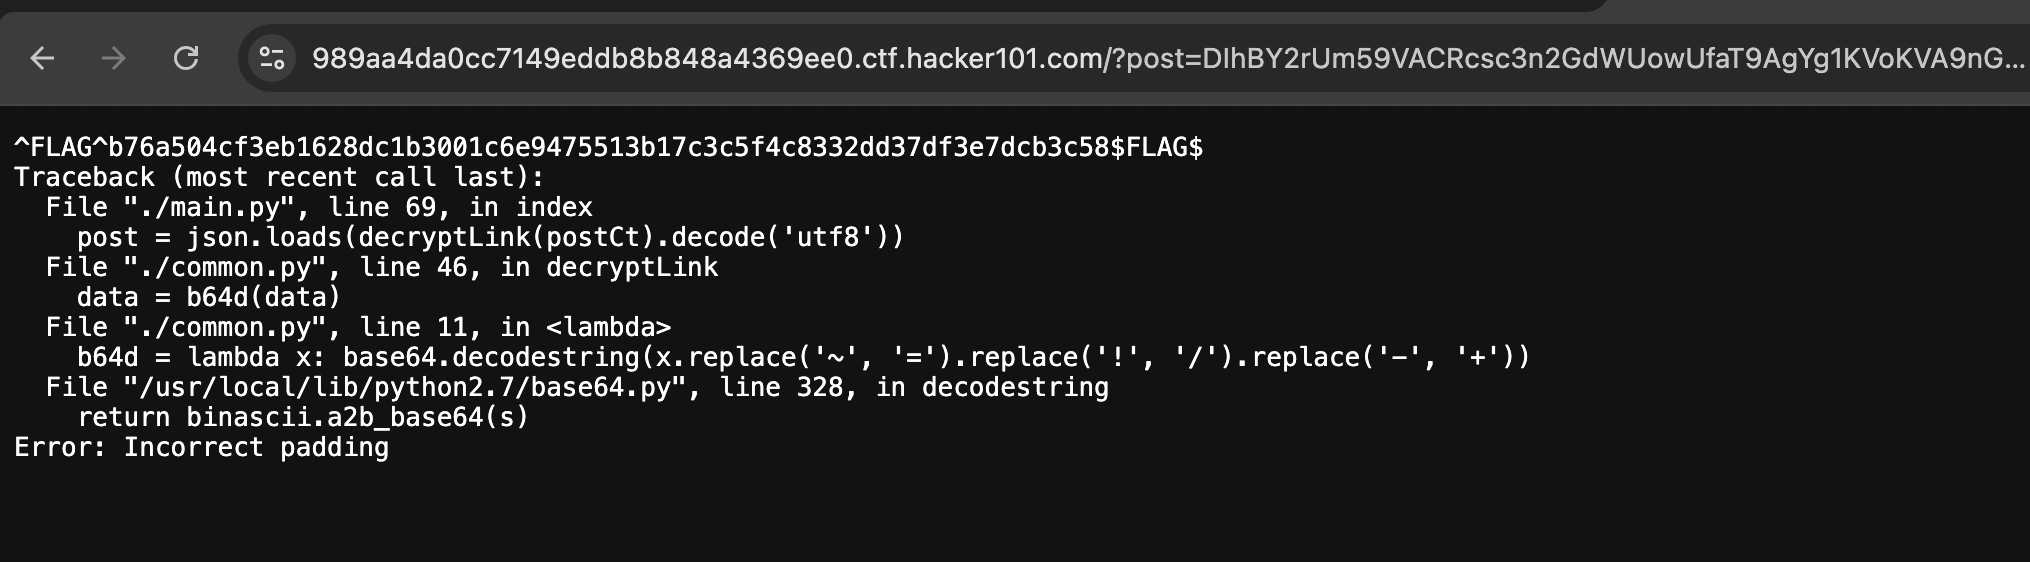 989aa4da0cc7149eddb8b848a4369ee0.ctf.hacker101.com/?post=DIhBY2rUm59VACRcsc3n2GdWUowUfaT9AgYg1KVoKVA9nG...
^FLAG^b76a504cf3eb1628dc1b3001c6e9475513b17c3c5f4c8332dd37df3e7dcb3c58$FLAG$
Traceback (most recent call last):
  File "./main.py", line 69, in index
    post = json.loads(decryptLink(postCt).decode('utf8'))
  File "./common.py", line 46, in decryptLink
    data = b64d(data)
  File "./common.py", line 11, in <lambda>
    b64d = lambda x: base64.decodestring(x.replace('~', '=').replace('!', '/').replace('-', '+'))
  File "/usr/local/lib/python2.7/base64.py", line 328, in decodestring
    return binascii.a2b_base64(s)
Error: Incorrect padding